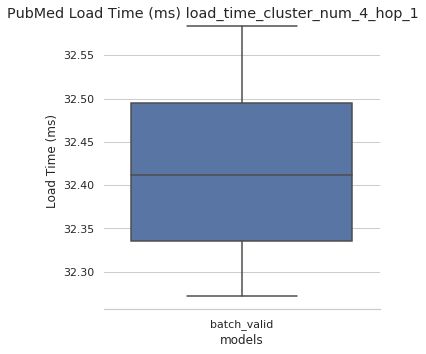 PubMed Load Time (ms) load_time_cluster_num_4_hop_1
32.55
32.50
32.45
32.40
32.35
32.30
Load Time (ms)
batch_valid
models